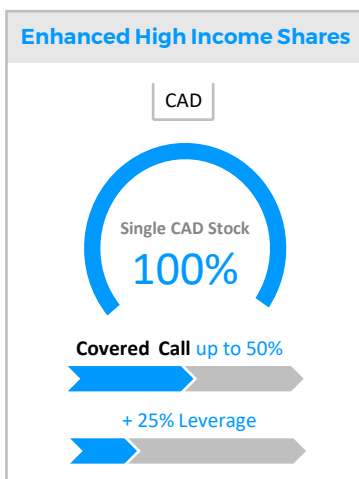 Enhanced High Income Shares
CAD
Single CAD Stock
100%
Covered Call up to 50%
+ 25% Leverage